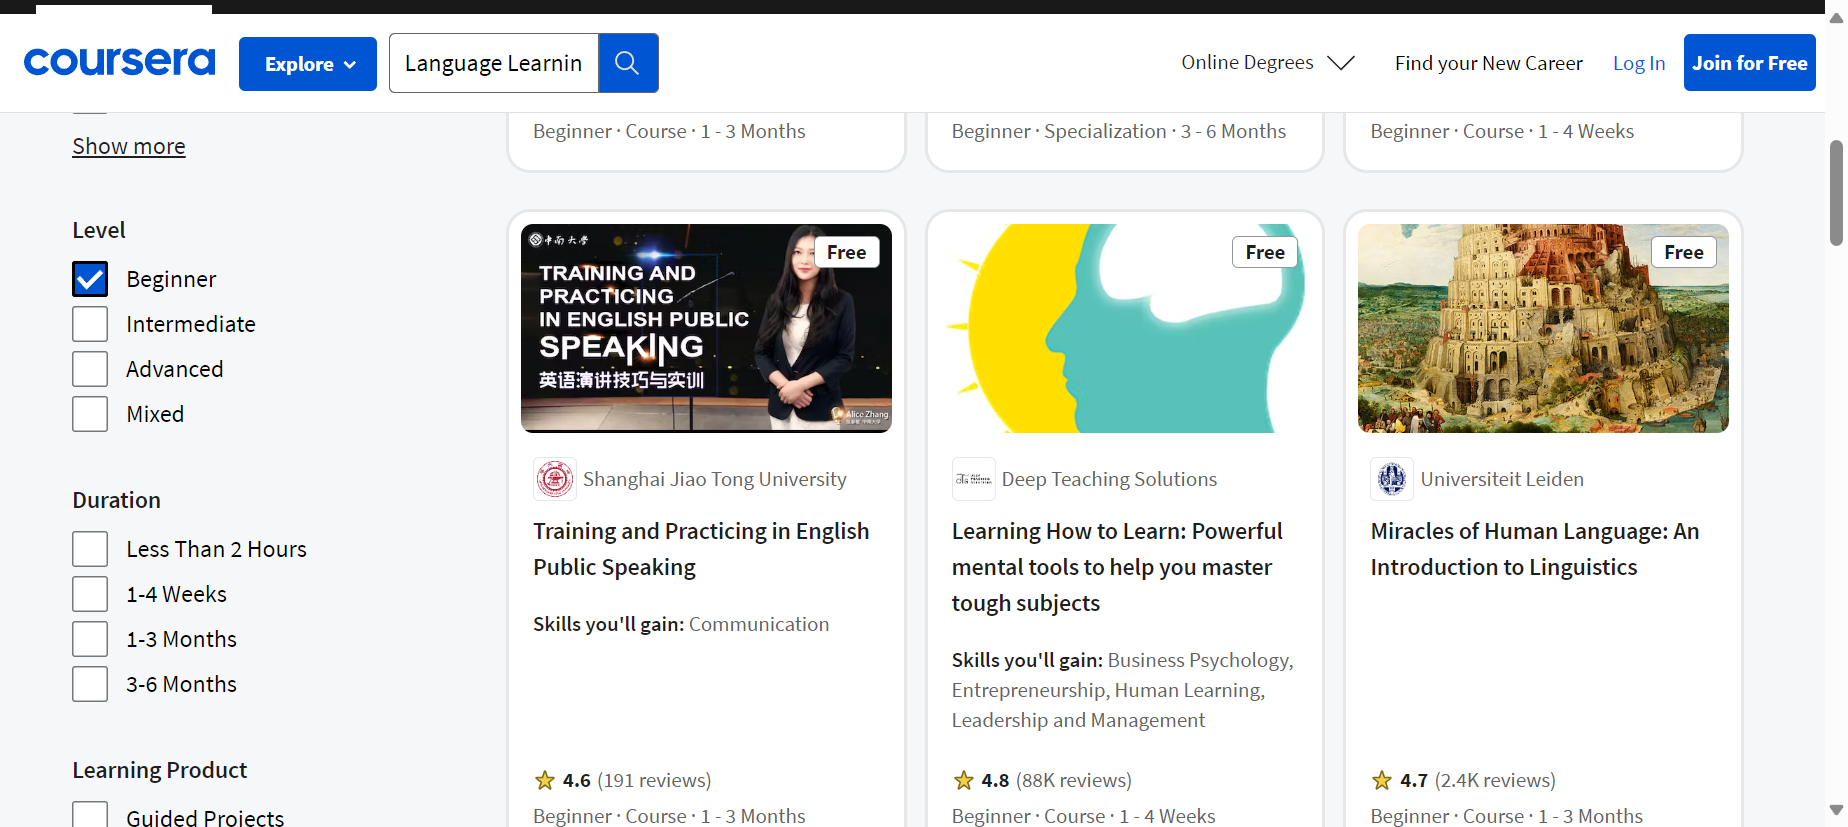 coursera
Explore
Language Learnin
Online Degrees
Find your New Career
Log In
Join for Free
Show more
Level
Beginner
Intermediate
Advanced
Mixed
Duration
Less Than 2 Hours
1-4 Weeks
1-3 Months
3-6 Months
Learning Product
Guided Projects
Beginner · Course · 1 - 3 Months
Beginner · Specialization · 3 - 6 Months
Beginner · Course · 1 - 4 Weeks
中南大学
TRAINING AND
PRACTICING
IN ENGLISH PUBLIC
SPEAKING
英语演讲技巧与实训
Alice Zhang
Free
Shanghai Jiao Tong University
Training and Practicing in English
Public Speaking
Skills you'll gain: Communication
4.6 (191 reviews)
Beginner · Course · 1 - 3 Months
Free
Deep Teaching Solutions
Learning How to Learn: Powerful
mental tools to help you master
tough subjects
Skills you'll gain: Business Psychology,
Entrepreneurship, Human Learning,
Leadership and Management
4.8 (88K reviews)
Beginner · Course · 1 - 4 Weeks
Free
Universiteit Leiden
Miracles of Human Language: An
Introduction to Linguistics
4.7 (2.4K reviews)
Beginner · Course · 1 - 3 Months